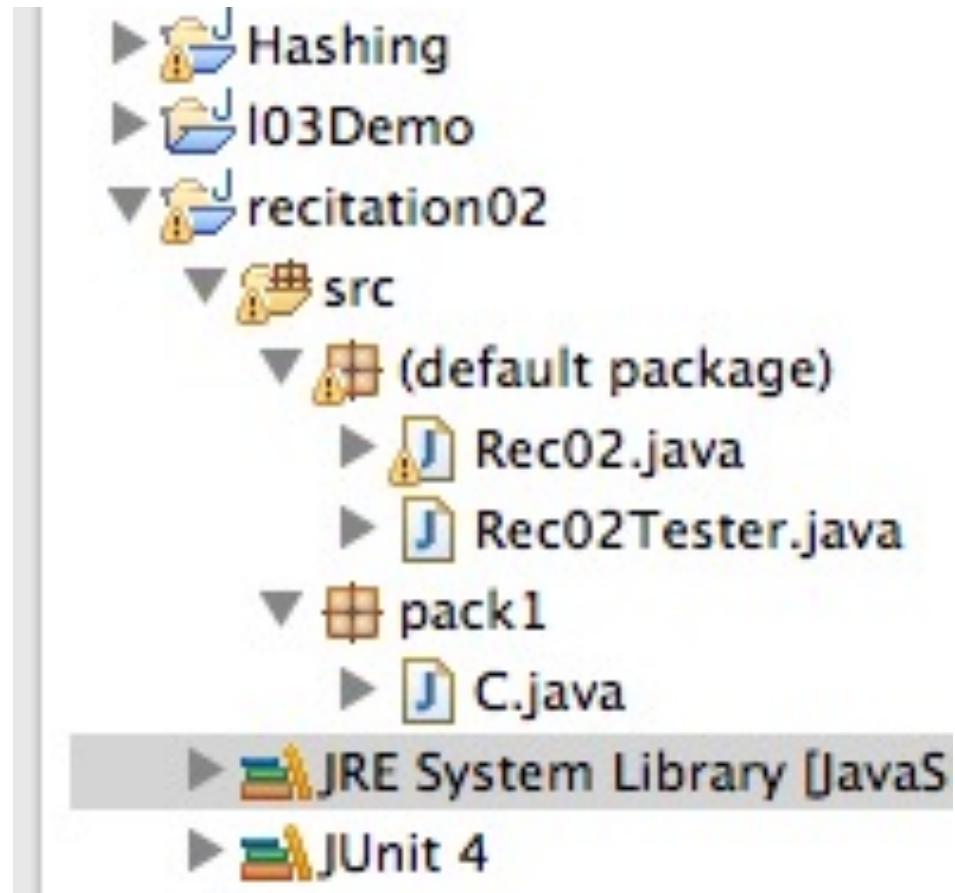 Hashing
l03Demo
recitation02
src
(default package)
Rec02.java
Rec02Tester.java
pack1
C.java
JRE System Library [JavaS
JUnit 4